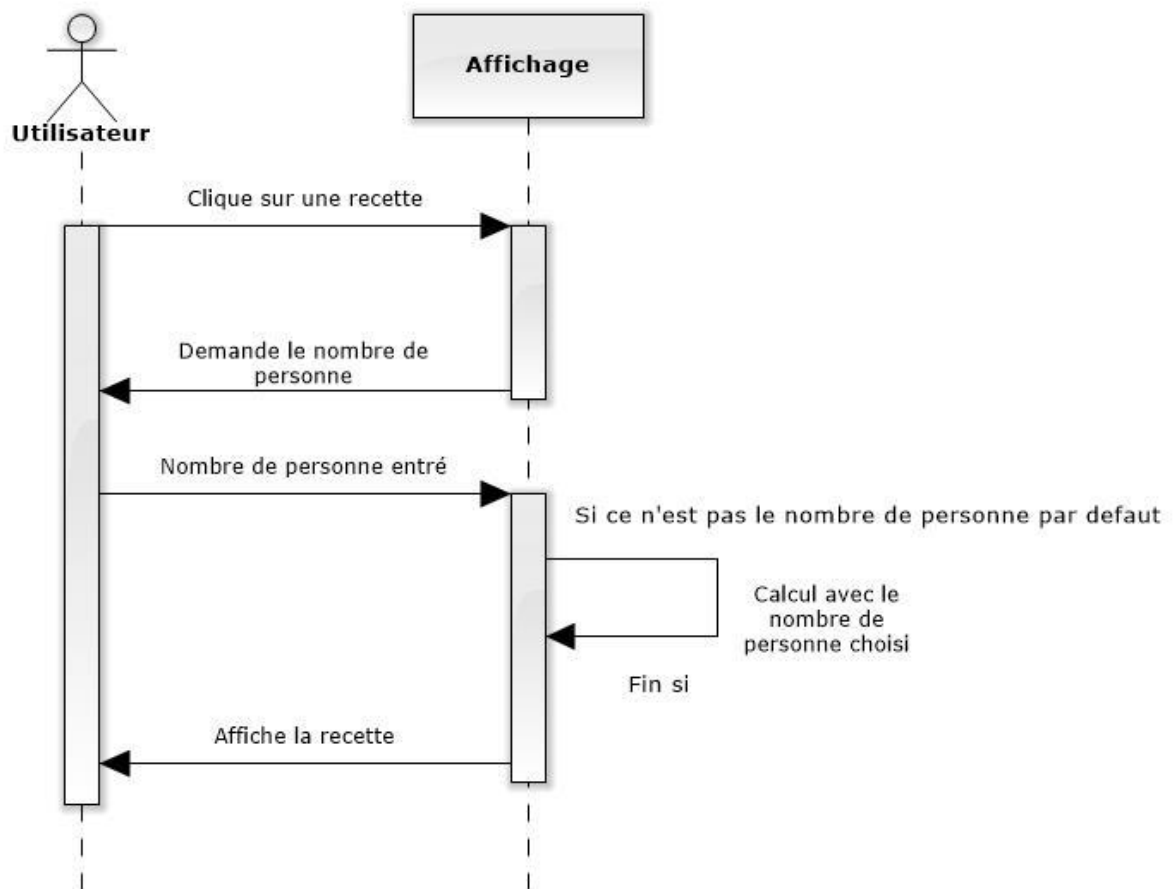 Affichage
Utilisateur
Clique sur une recette
Demande le nombre de
personne
Nombre de personne entré
Si ce n'est pas le nombre de personne par defaut
Calcul avec le
nombre de
personne choisi
Fin si
Affiche la recette